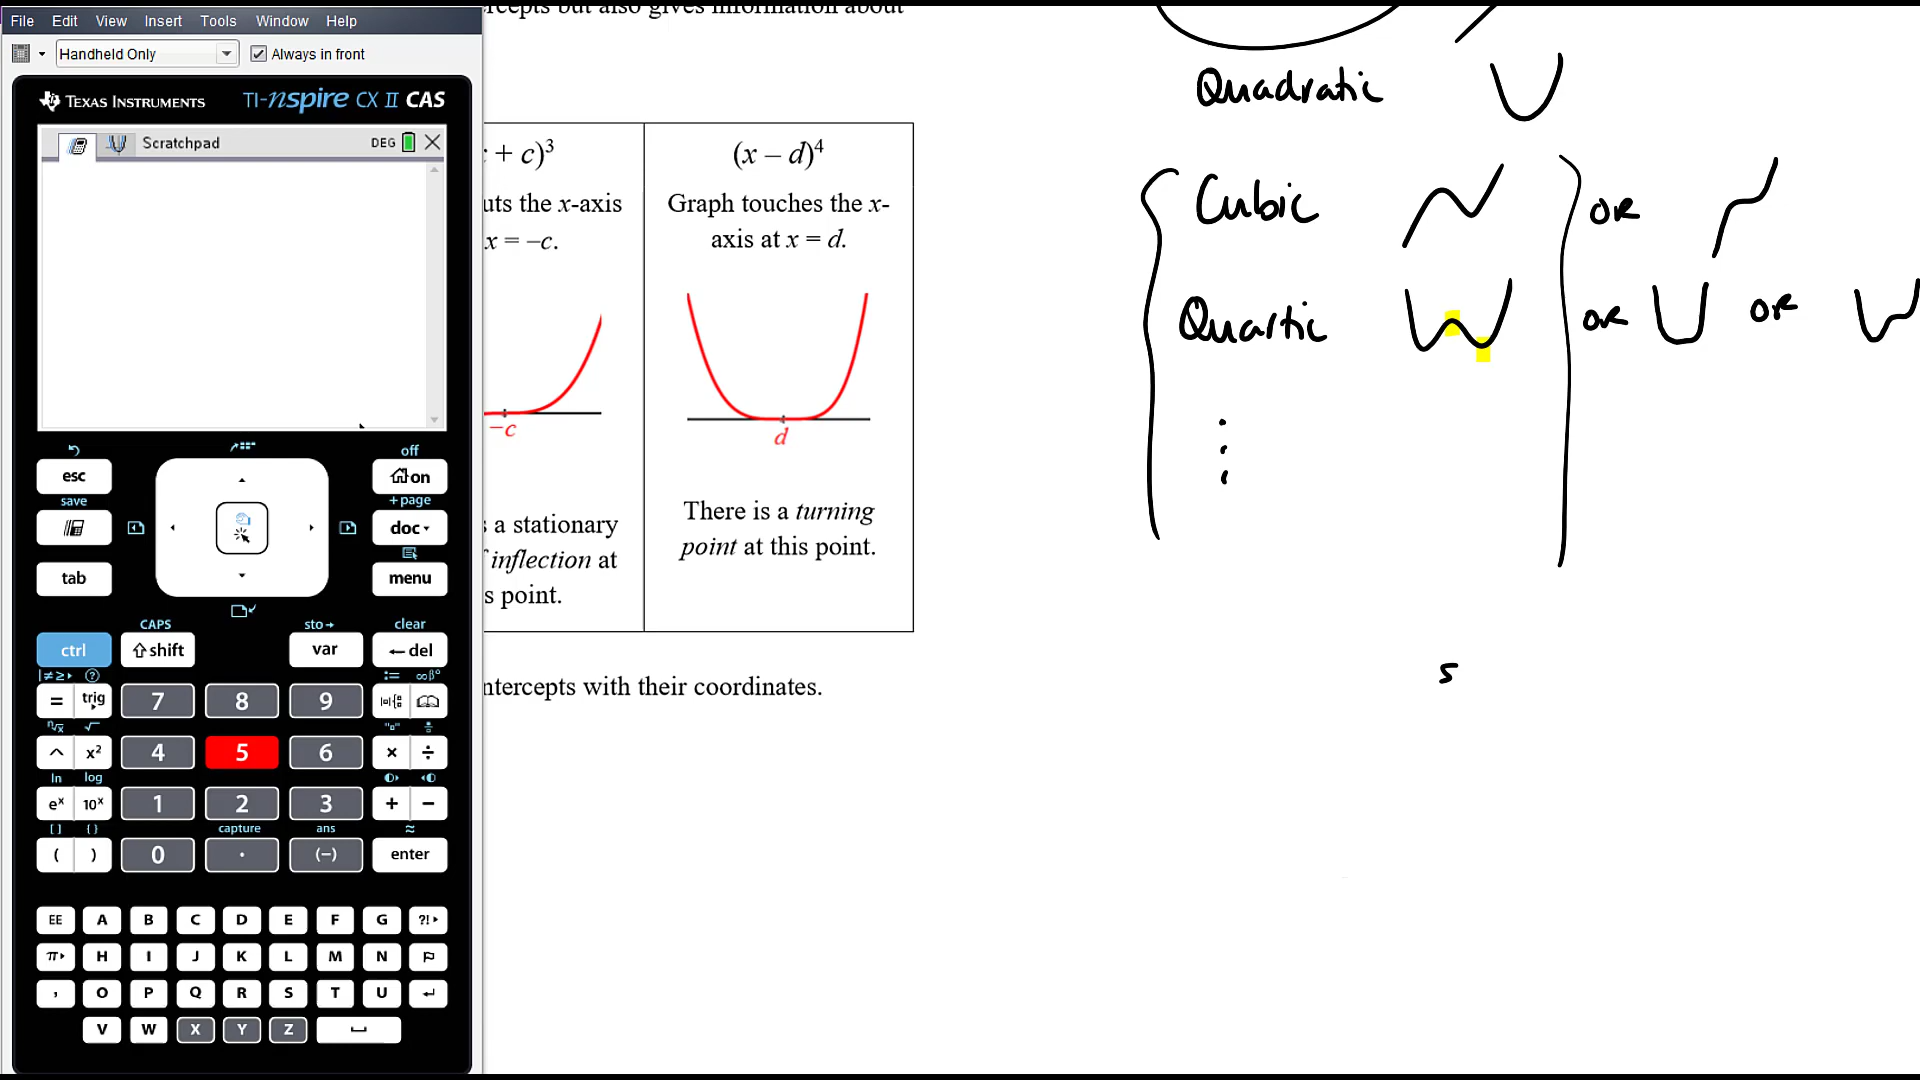 File Edit View Insert Tools Window Help
Handheld Only
Always in front
TEXAS INSTRUMENTS TI-nspire CX II CAS
Scratchpad DEG
off
esc
on
save
+ page
doc
tab
menu
CAPS
sto→
clear
ctrl
shift
var
←del
|≠≥▸
:=
∞β°
=
trig
7
8
9
ⁿ√x
√
^
x²
4
5
6
×
÷
ln
log
eˣ
10ˣ
1
2
3
+
−
[ ]
{ }
capture
ans
≈
(
)
0
.
(−)
enter
EE A B C D E F G ?!▸
π▸ H I J K L M N
, O P Q R S T U ↵
V W X Y Z
rcepts but also gives information about
+ c)³
uts the x-axis
x = –c.
–c
s a stationary
inflection at
s point.
(x – d)⁴
Graph touches the x-
axis at x = d.
d
There is a turning
point at this point.
ntercepts with their coordinates.
Quadratic
Cubic OR
Quartic OR OR
5